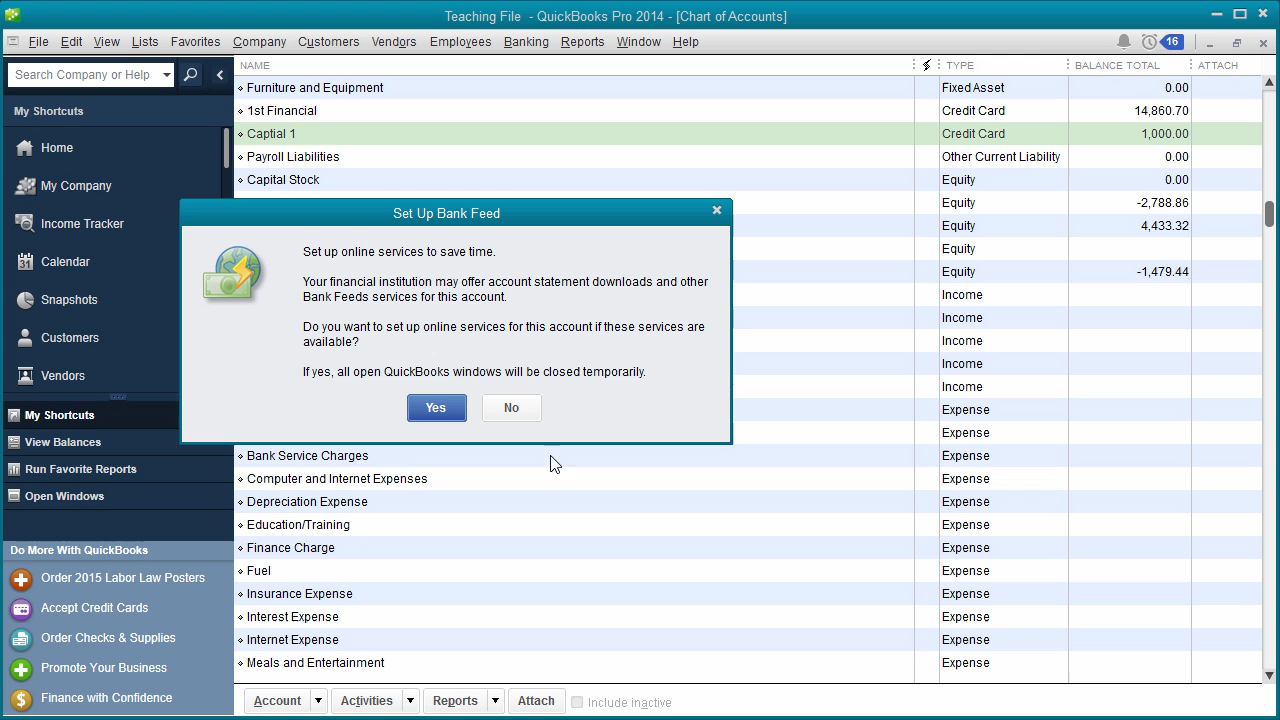 Teaching File - QuickBooks Pro 2014 - [Chart of Accounts]
File Edit View Lists Favorites Company Customers Vendors Employees Banking Reports Window Help 16
Search Company or Help
My Shortcuts
Home
My Company
Income Tracker
31 Calendar
Snapshots
Customers
Vendors
My Shortcuts
View Balances
Run Favorite Reports
Open Windows
Do More With QuickBooks
Order 2015 Labor Law Posters
Accept Credit Cards
Order Checks & Supplies
Promote Your Business
$ Finance with Confidence
NAME TYPE BALANCE TOTAL ATTACH
Furniture and Equipment Fixed Asset 0.00
1st Financial Credit Card 14,860.70
Captial 1 Credit Card 1,000.00
Payroll Liabilities Other Current Liability 0.00
Capital Stock Equity 0.00
Equity -2,788.86
Equity 4,433.32
Equity
Equity -1,479.44
Income
Income
Income
Income
Income
Expense
Expense
Bank Service Charges Expense
Computer and Internet Expenses Expense
Depreciation Expense Expense
Education/Training Expense
Finance Charge Expense
Fuel Expense
Insurance Expense Expense
Interest Expense Expense
Internet Expense Expense
Meals and Entertainment Expense
Set Up Bank Feed
Set up online services to save time.
Your financial institution may offer account statement downloads and other
Bank Feeds services for this account.
Do you want to set up online services for this account if these services are
available?
If yes, all open QuickBooks windows will be closed temporarily.
Yes No
Account Activities Reports Attach Include inactive